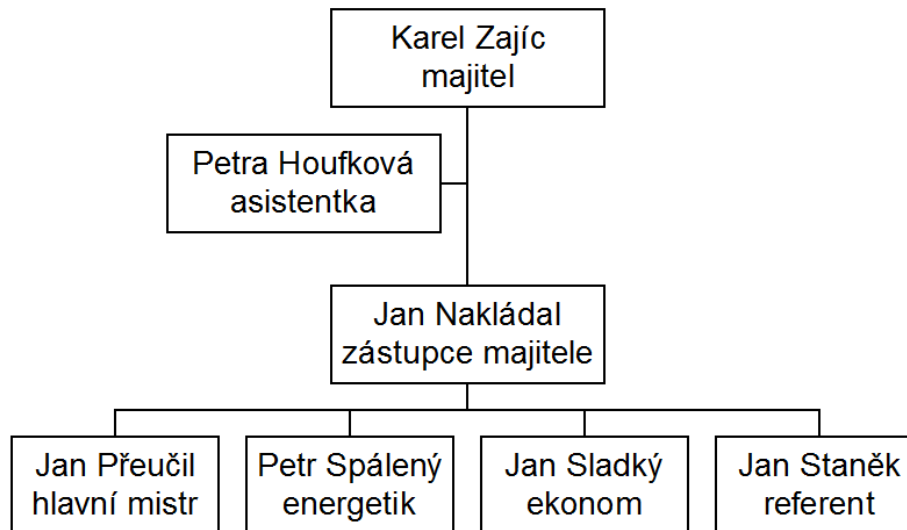 Karel Zajíc
majitel
Petra Houfková
asistentka
Jan Nakládal
zástupce majitele
Jan Přeučil
hlavní mistr
Petr Spálený
energetik
Jan Sladký
ekonom
Jan Staněk
referent